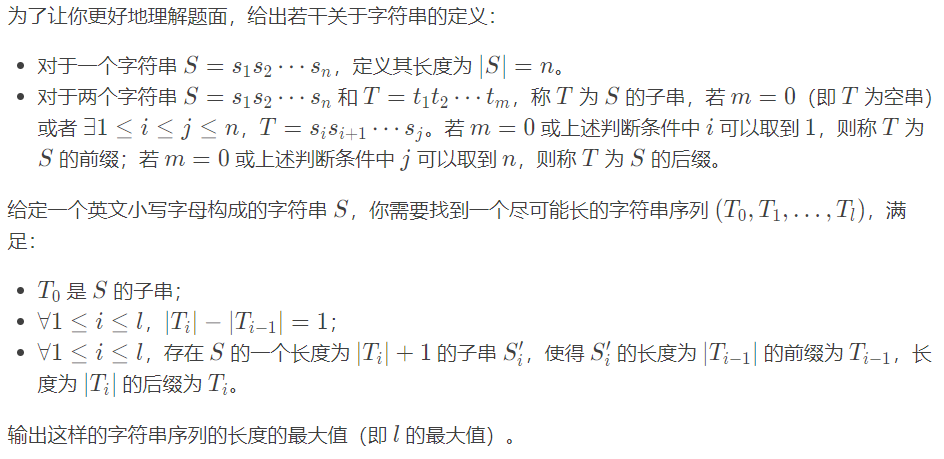 为了让你更好地理解题面，给出若干关于字符串的定义：
• 对于一个字符串 $S = s_1s_2\cdots s_n$，定义其长度为 $|S| = n$。
• 对于两个字符串 $S = s_1s_2\cdots s_n$ 和 $T = t_1t_2\cdots t_m$，称 $T$ 为 $S$ 的子串，若 $m = 0$（即 $T$ 为空串）
或者 $\exists 1 \le i \le j \le n$，$T = s_is_{i+1}\cdots s_j$。若 $m = 0$ 或上述判断条件中 $i$ 可以取到 $1$，则称 $T$ 为
$S$ 的前缀；若 $m = 0$ 或上述判断条件中 $j$ 可以取到 $n$，则称 $T$ 为 $S$ 的后缀。
给定一个英文小写字母构成的字符串 $S$，你需要找到一个尽可能长的字符串序列 $(T_0, T_1, \ldots, T_l)$，满
足：
• $T_0$ 是 $S$ 的子串；
• $\forall 1 \le i \le l$，$|T_i| - |T_{i-1}| = 1$；
• $\forall 1 \le i \le l$，存在 $S$ 的一个长度为 $|T_i| + 1$ 的子串 $S'_i$，使得 $S'_i$ 的长度为 $|T_{i-1}|$ 的前缀为 $T_{i-1}$，长
度为 $|T_i|$ 的后缀为 $T_i$。
输出这样的字符串序列的长度的最大值（即 $l$ 的最大值）。